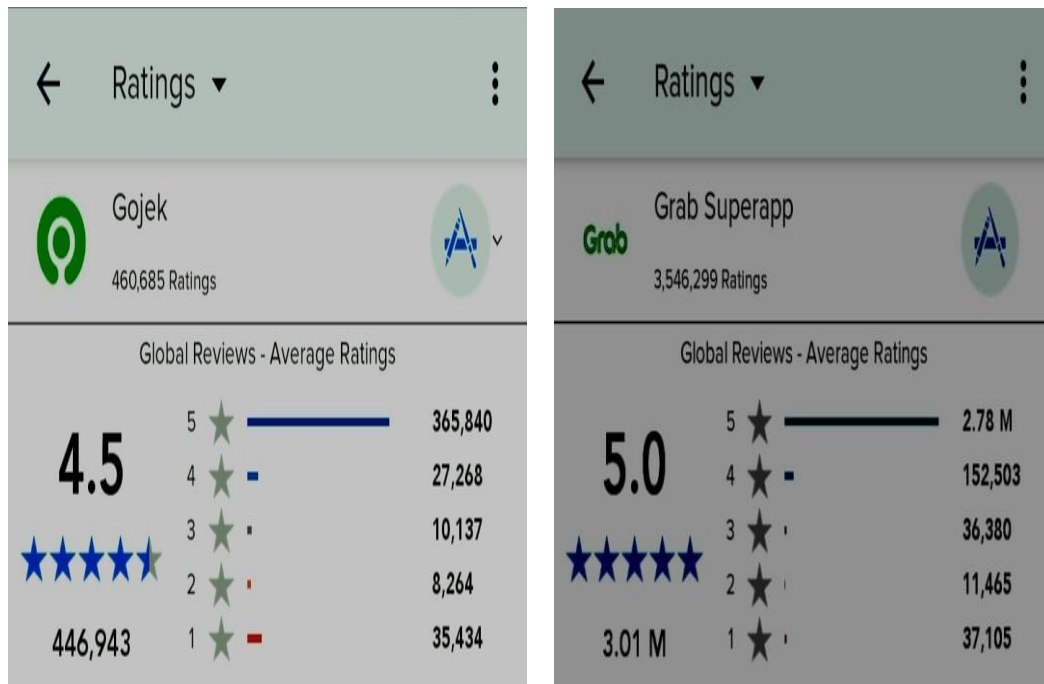 Ratings
Gojek
460,685 Ratings
Global Reviews - Average Ratings
4.5
446,943
5 365,840
4 27,268
3 10,137
2 8,264
1 35,434
Ratings
Grab
Grab Superapp
3,546,299 Ratings
Global Reviews - Average Ratings
5.0
3.01 M
5 2.78 M
4 152,503
3 36,380
2 11,465
1 37,105